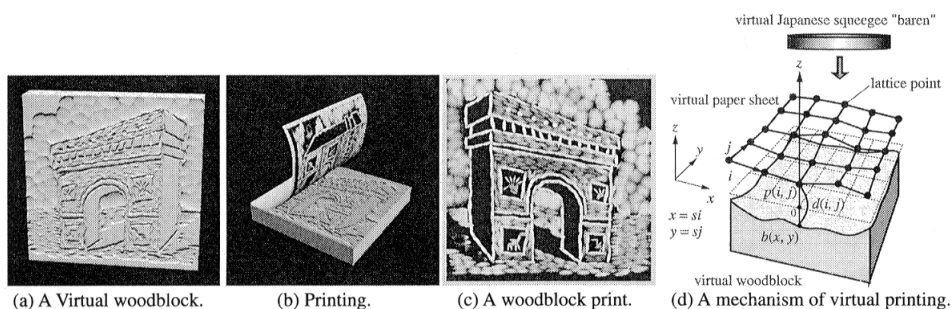 virtual Japanese squeegee "baren"
z
lattice point
virtual paper sheet
z
y
x
j
i
p(i, j)
d(i, j)
0
x = si
y = sj
b(x, y)
virtual woodblock
(a) A Virtual woodblock.
(b) Printing.
(c) A woodblock print.
(d) A mechanism of virtual printing.